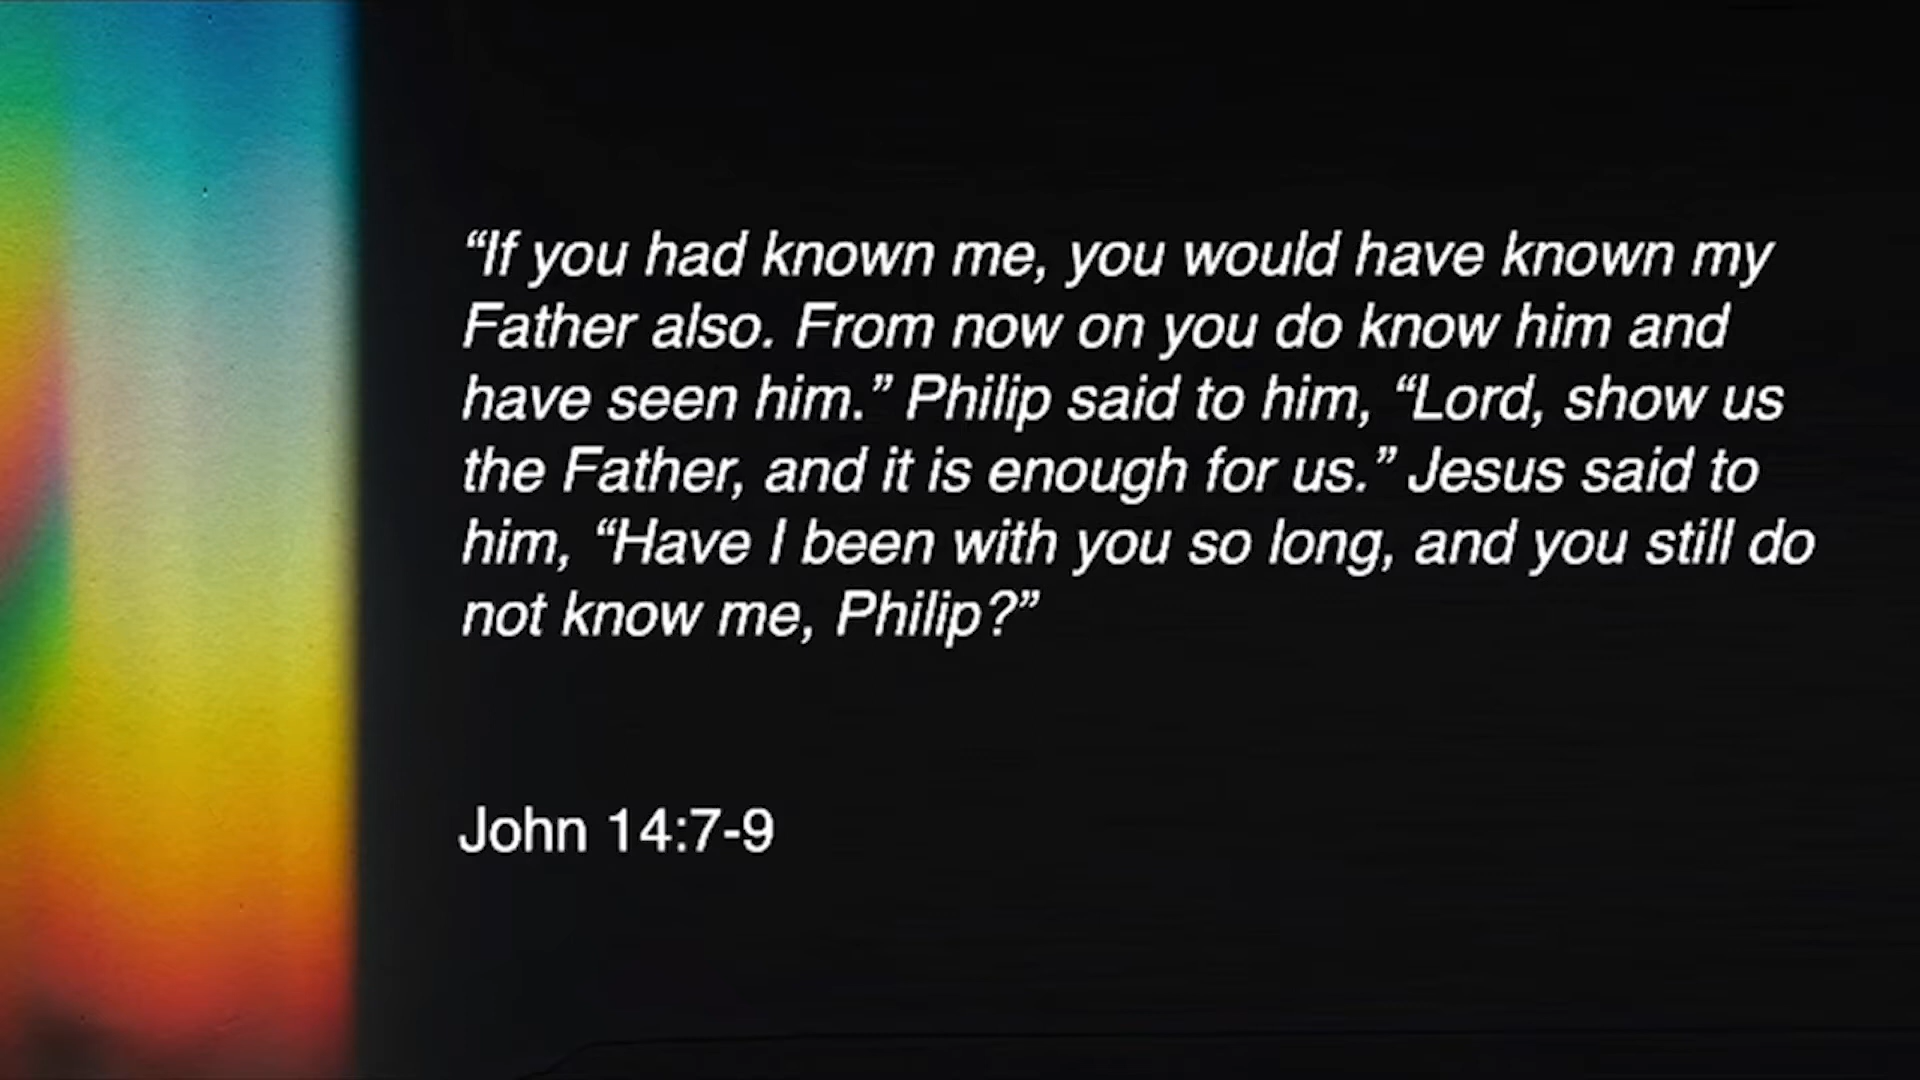 “If you had known me, you would have known my
Father also. From now on you do know him and
have seen him.” Philip said to him, “Lord, show us
the Father, and it is enough for us.” Jesus said to
him, “Have I been with you so long, and you still do
not know me, Philip?”
John 14:7-9